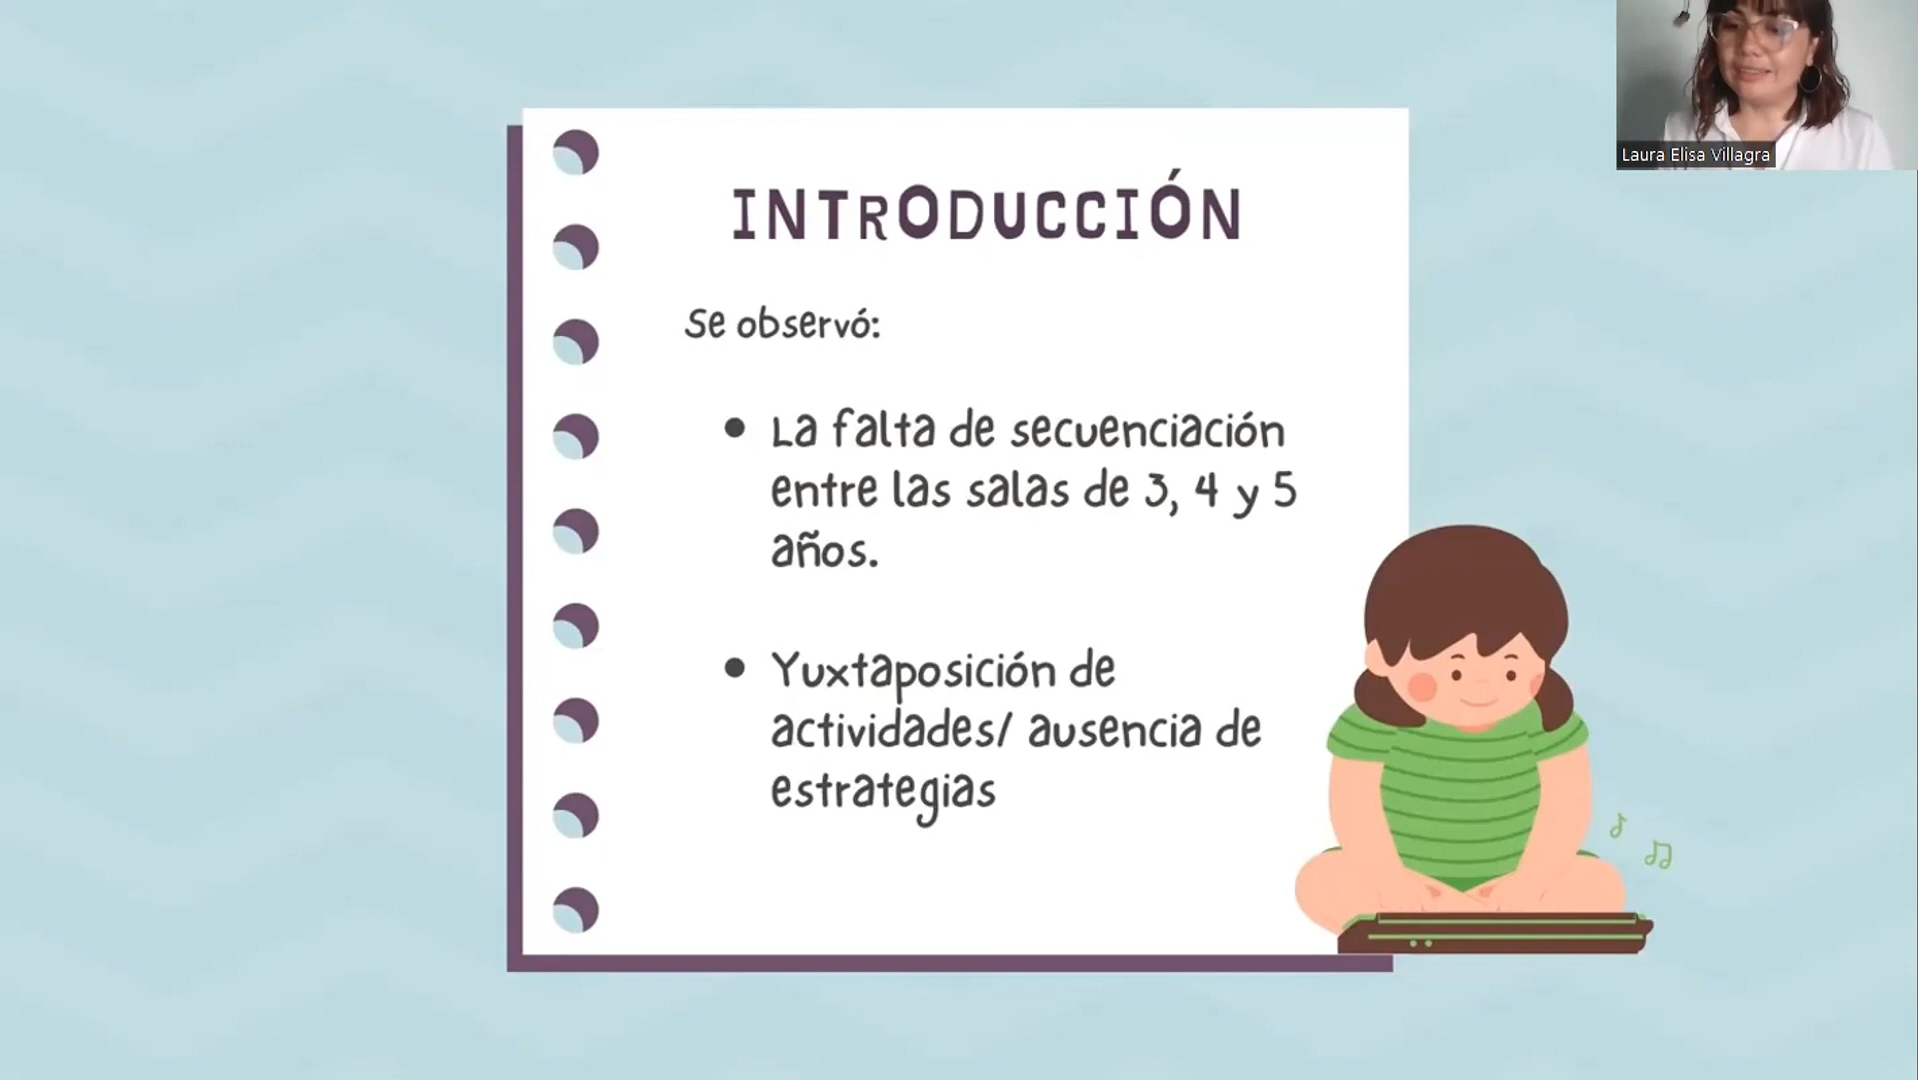 Laura Elisa Villagra
INTRODUCCIÓN
Se observó:
• La falta de secuenciación
entre las salas de 3, 4 y 5
años.
• Yuxtaposición de
actividades/ ausencia de
estrategias